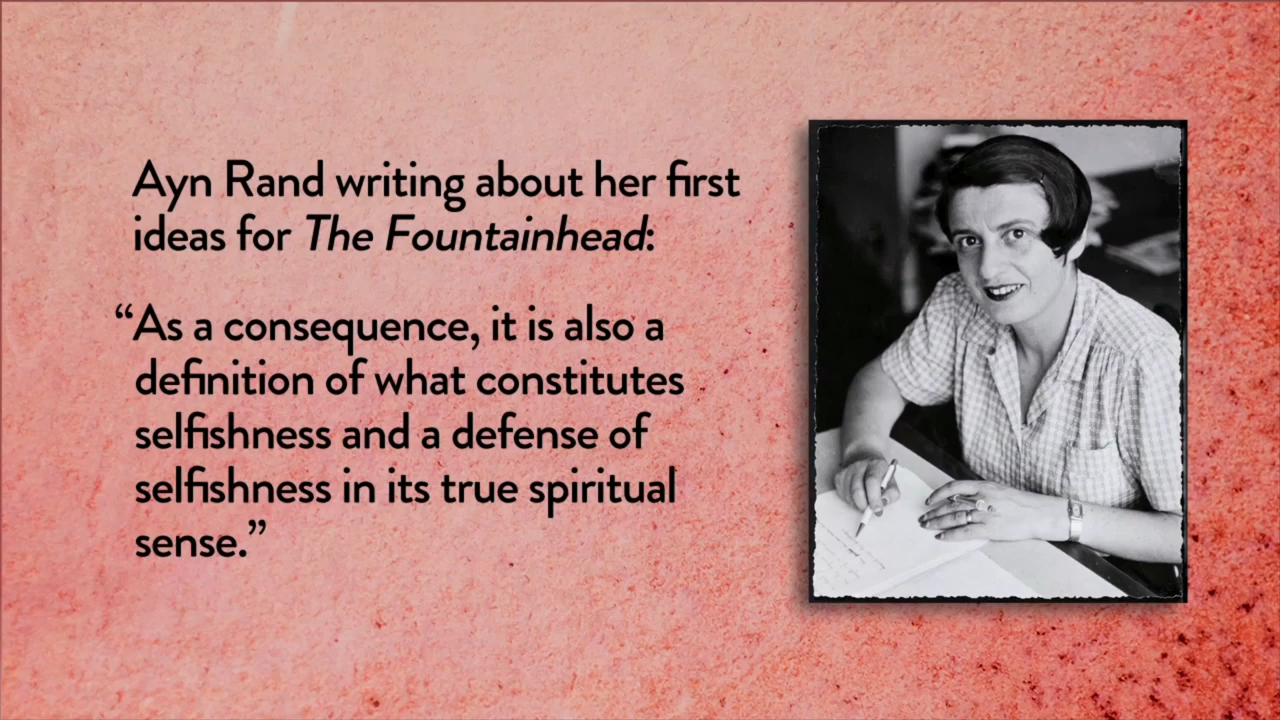 Ayn Rand writing about her first
ideas for The Fountainhead:
“As a consequence, it is also a
definition of what constitutes
selfishness and a defense of
selfishness in its true spiritual
sense.”